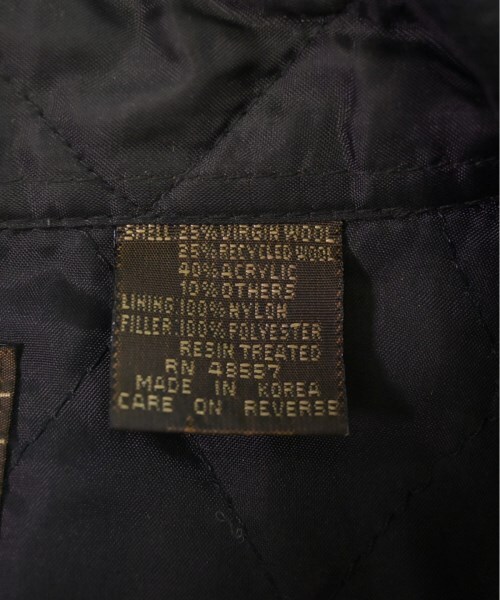 SHELL 25% VIRGIN WOOL
25% RECYCLED WOOL
40% ACRYLIC
10% OTHERS
LINING:100% NYLON
FILLER:100% POLYESTER
RESIN TREATED
RN 48557
MADE IN KOREA
CARE ON REVERSE